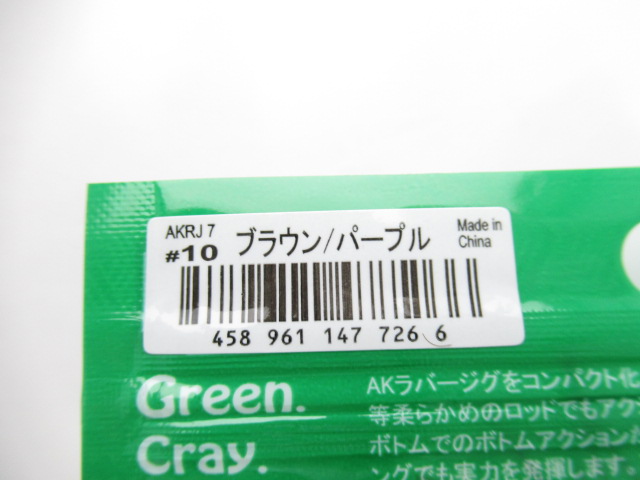 AKRJ 7
#10 ブラウン/パープル
Made in
China
458 961 147 726 6
Green.
Cray.
AKラバージグをコンパクト化
等柔らかめのロッドでもアク
ボトムでのボトムアクション
ングでも実力を発揮します。